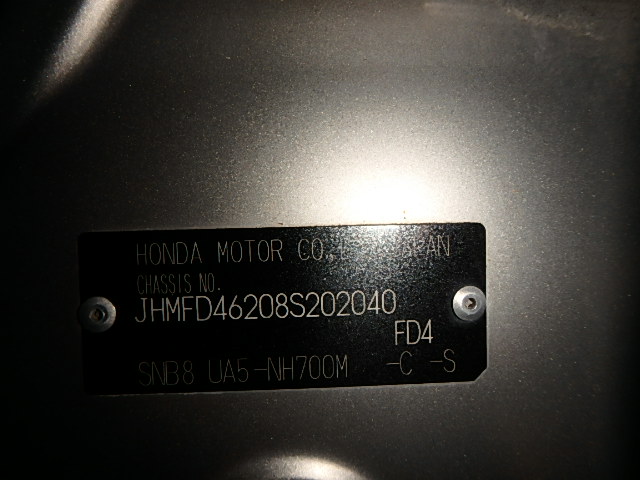 HONDA MOTOR CO.
CHASSIS NO.
JHMFD46208S202040
FD4
SNB8 UA5-NH700M -C -S